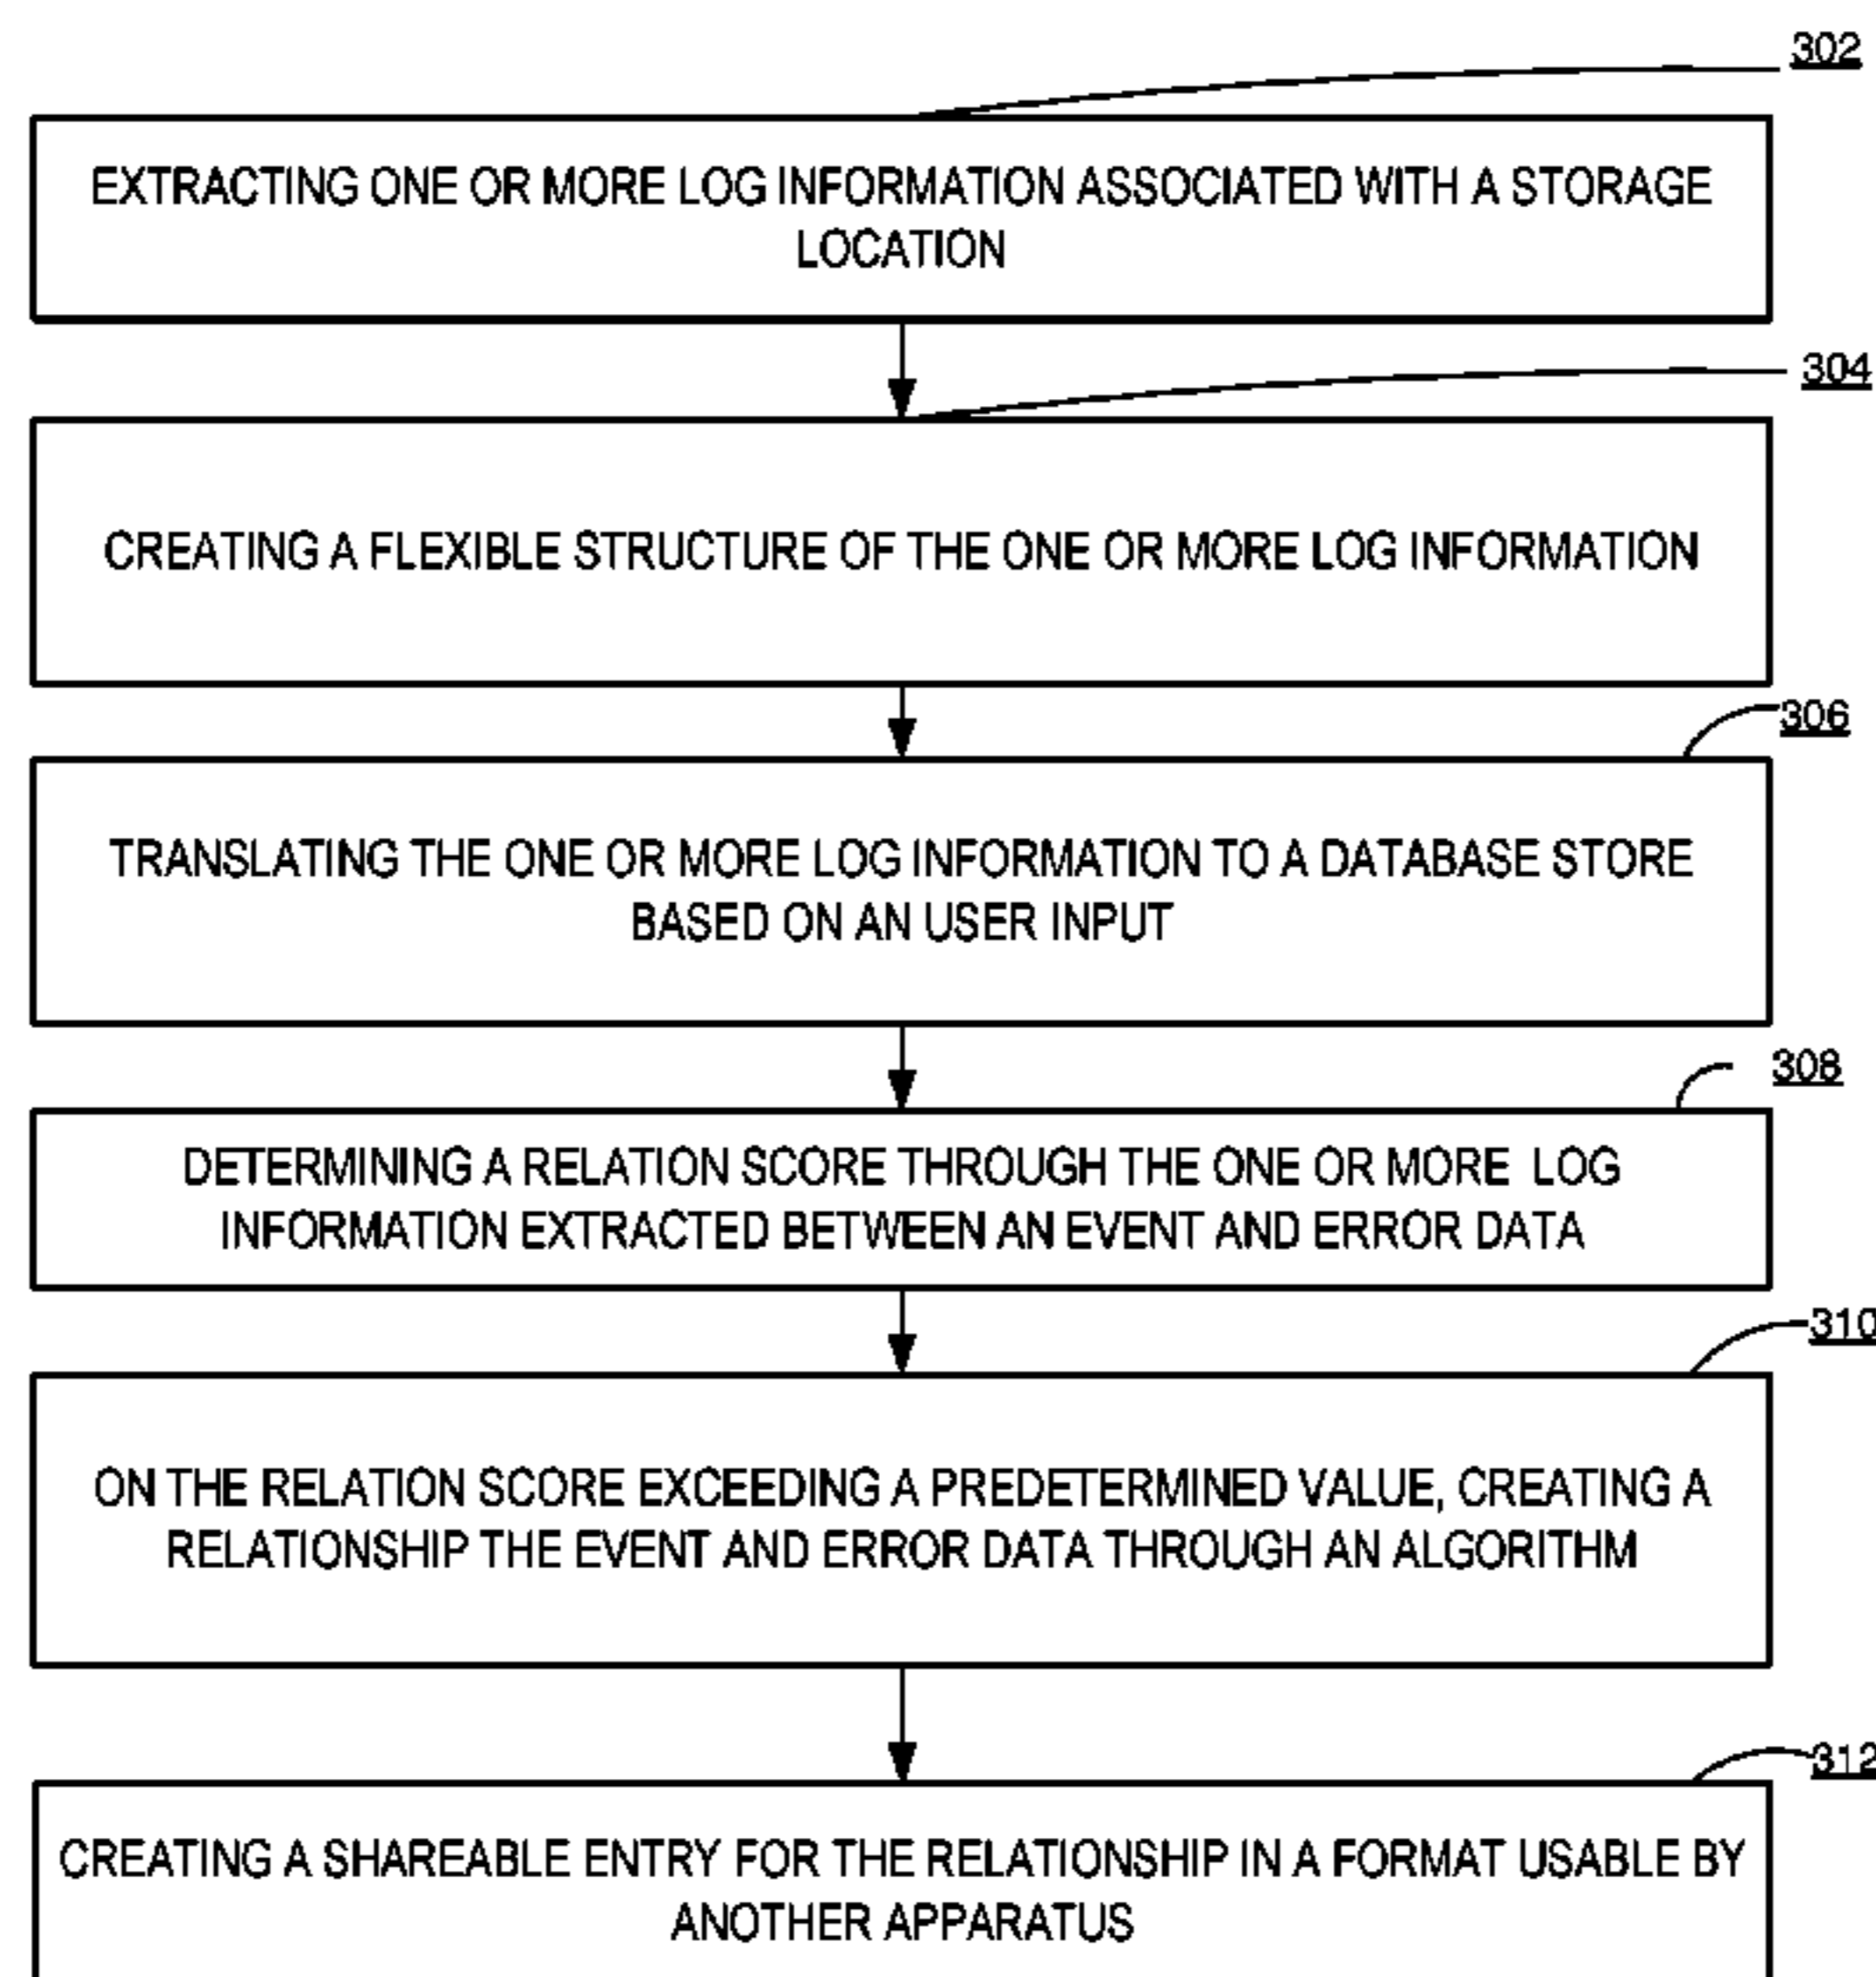 302
EXTRACTING ONE OR MORE LOG INFORMATION ASSOCIATED WITH A STORAGE
LOCATION
304
CREATING A FLEXIBLE STRUCTURE OF THE ONE OR MORE LOG INFORMATION
306
TRANSLATING THE ONE OR MORE LOG INFORMATION TO A DATABASE STORE
BASED ON AN USER INPUT
308
DETERMINING A RELATION SCORE THROUGH THE ONE OR MORE LOG
INFORMATION EXTRACTED BETWEEN AN EVENT AND ERROR DATA
310
ON THE RELATION SCORE EXCEEDING A PREDETERMINED VALUE, CREATING A
RELATIONSHIP THE EVENT AND ERROR DATA THROUGH AN ALGORITHM
312
CREATING A SHAREABLE ENTRY FOR THE RELATIONSHIP IN A FORMAT USABLE BY
ANOTHER APPARATUS